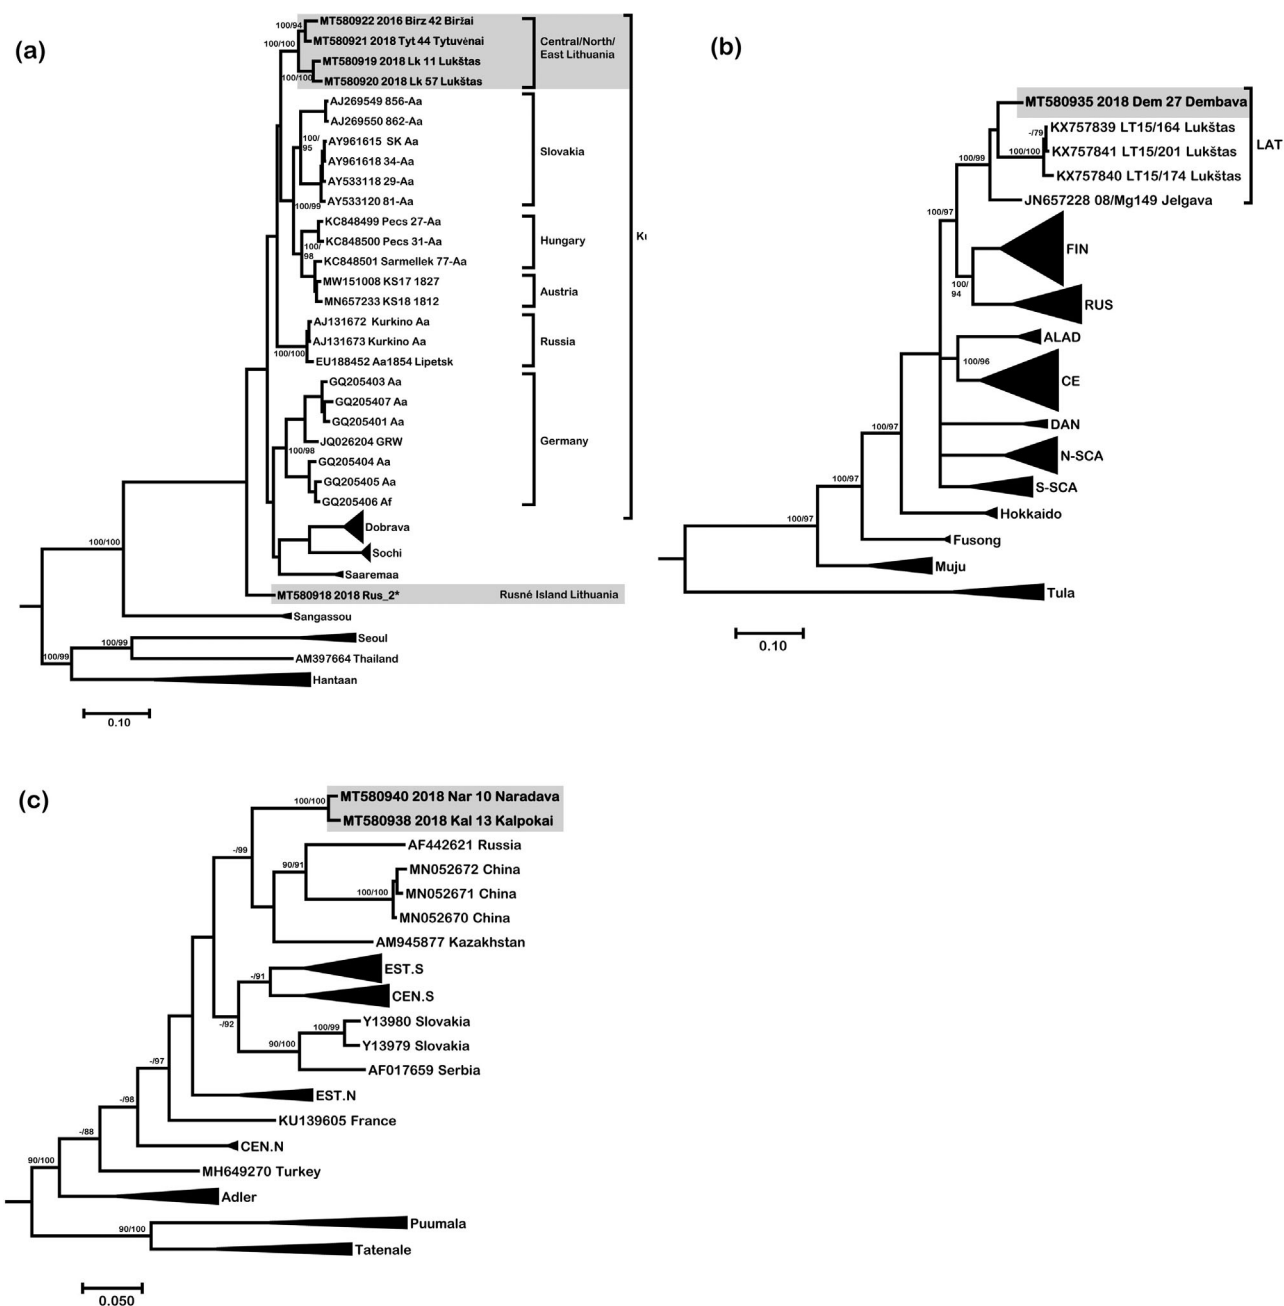 (a)
100/94
MT580922 2016 Birz 42 Biržai
100/100
MT580921 2018 Tyt 44 Tytuvėnai
MT580919 2018 Lk 11 Lukštas
100/100
MT580920 2018 Lk 57 Lukštas
Central/North/
East Lithuania
AJ269549 856-Aa
AJ269550 862-Aa
100/
95
AY961615 SK Aa
AY961618 34-Aa
AY533118 29-Aa
AY533120 81-Aa
100/99
Slovakia
KC848499 Pecs 27-Aa
KC848500 Pecs 31-Aa
100/
98
KC848501 Sarmellek 77-Aa
Hungary
MW151008 KS17 1827
MN657233 KS18 1812
Austria
AJ131672 Kurkino Aa
AJ131673 Kurkino Aa
100/100
EU188452 Aa1854 Lipetsk
Russia
GQ205403 Aa
GQ205407 Aa
GQ205401 Aa
JQ026204 GRW
100/98
GQ205404 Aa
GQ205405 Aa
GQ205406 Af
Germany
Dobrava
Sochi
Saaremaa
MT580918 2018 Rus_2* Rusnė Island Lithuania
100/100
Sangassou
100/99
Seoul
AM397664 Thailand
100/99
Hantaan
0.10
(b)
MT580935 2018 Dem 27 Dembava
-/79
KX757839 LT15/164 Lukštas
100/100
KX757841 LT15/201 Lukštas
KX757840 LT15/174 Lukštas
100/99
JN657228 08/Mg149 Jelgava
LAT
100/97
FIN
100/
94
RUS
ALAD
100/96
CE
DAN
100/97
N-SCA
S-SCA
100/97
Hokkaido
100/97
Fusong
Muju
Tula
0.10
(c)
100/100
MT580940 2018 Nar 10 Naradava
MT580938 2018 Kal 13 Kalpokai
-/99
AF442621 Russia
90/91
MN052672 China
100/100
MN052671 China
MN052670 China
AM945877 Kazakhstan
EST.S
-/91
CEN.S
-/92
100/99
Y13980 Slovakia
Y13979 Slovakia
90/100
AF017659 Serbia
-/97
EST.N
-/98
KU139605 France
-/88
CEN.N
90/100
MH649270 Turkey
Adler
90/100
Puumala
Tatenale
0.050